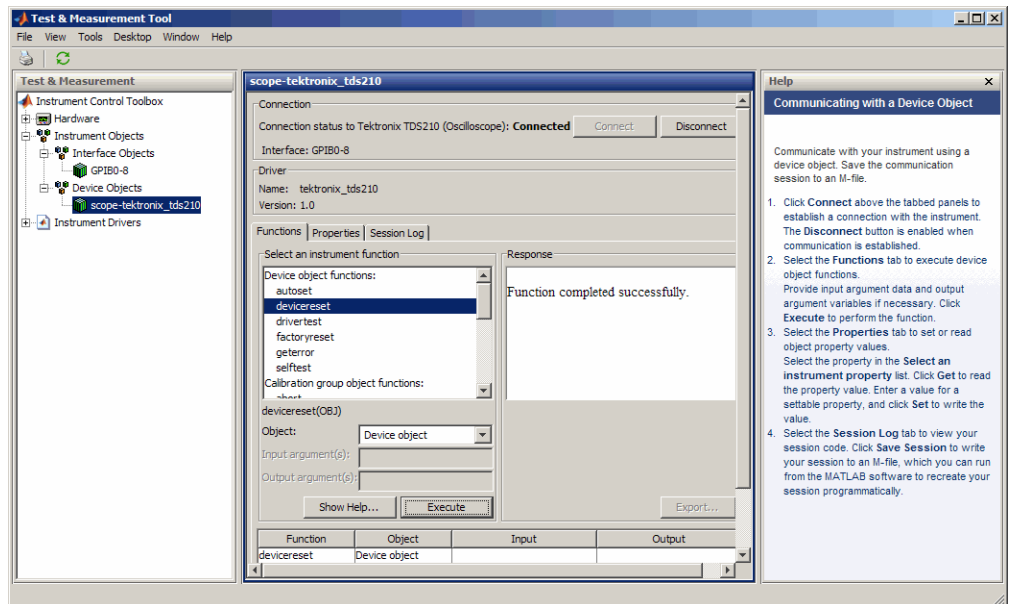 Test & Measurement Tool
File View Tools Desktop Window Help
Test & Measurement
Instrument Control Toolbox
Hardware
Instrument Objects
Interface Objects
GPIB0-8
Device Objects
scope-tektronix_tds210
Instrument Drivers
scope-tektronix_tds210
Connection
Connection status to Tektronix TDS210 (Oscilloscope): Connected Connect Disconnect
Interface: GPIB0-8
Driver
Name: tektronix_tds210
Version: 1.0
Functions Properties Session Log
Select an instrument function
Device object functions:
autoset
devicereset
drivertest
factoryreset
geterror
selftest
Calibration group object functions:
abort
devicereset(OBJ)
Object: Device object
Input argument(s):
Output argument(s):
Show Help... Execute
Response
Function completed successfully.
Export...
Function Object Input Output
devicereset Device object
Help
Communicating with a Device Object
Communicate with your instrument using a
device object. Save the communication
session to an M-file.
1. Click Connect above the tabbed panels to
establish a connection with the instrument.
The Disconnect button is enabled when
communication is established.
2. Select the Functions tab to execute device
object functions.
Provide input argument data and output
argument variables if necessary. Click
Execute to perform the function.
3. Select the Properties tab to set or read
object property values.
Select the property in the Select an
instrument property list. Click Get to read
the property value. Enter a value for a
settable property, and click Set to write the
value.
4. Select the Session Log tab to view your
session code. Click Save Session to write
your session to an M-file, which you can run
from the MATLAB software to recreate your
session programmatically.